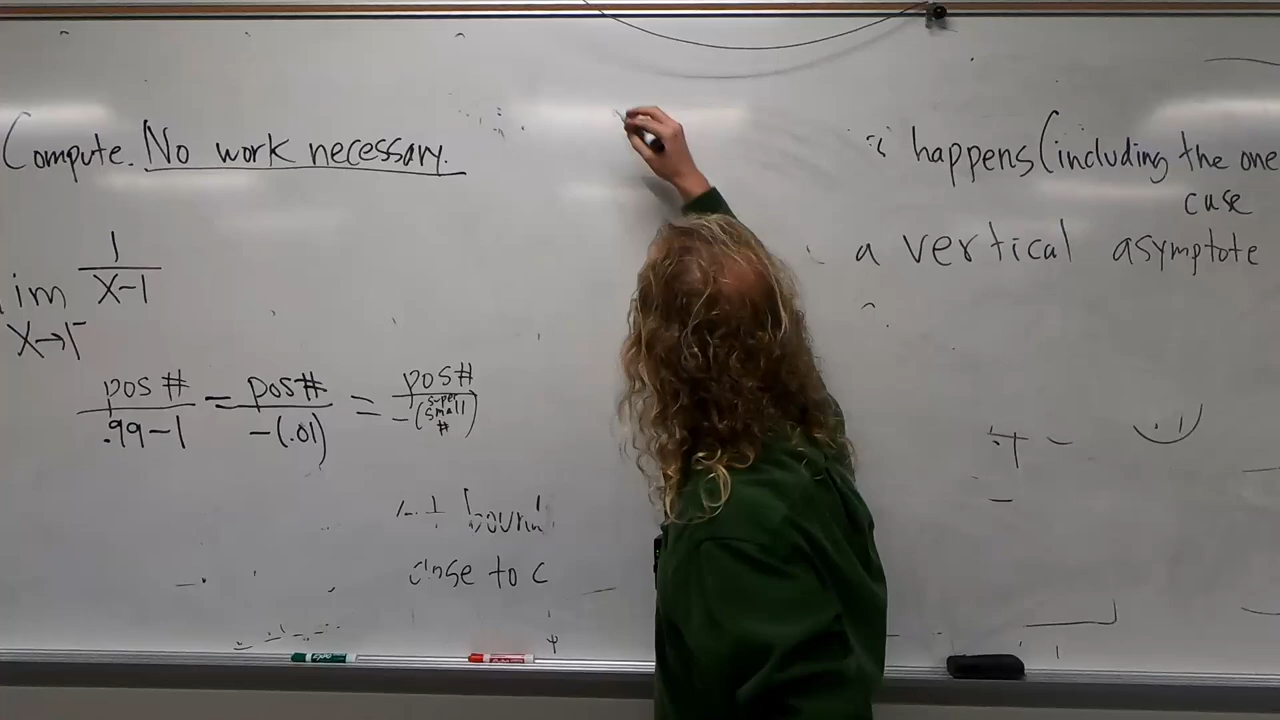 Compute. No work necessary.
happens (including the one
case
a vertical asymptote
1
x-1
x→1⁻
pos # = pos # = pos #
.99-1 -(.01) -(super small #)
close to c